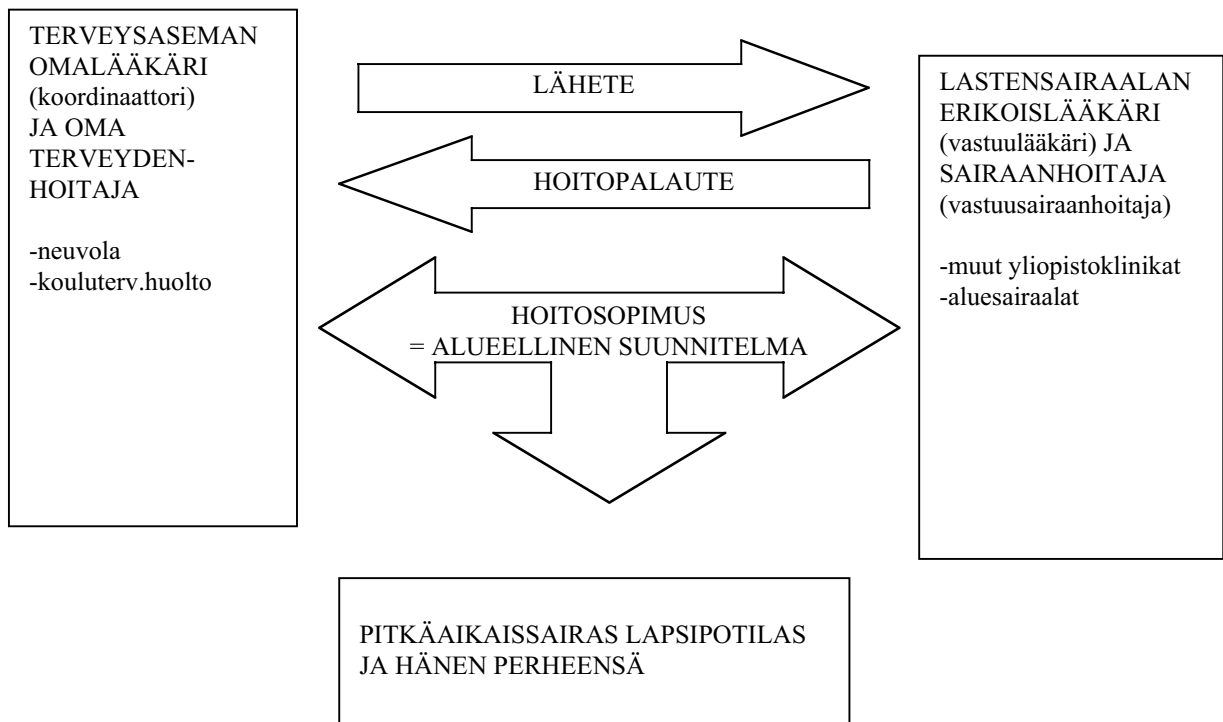 TERVEYSASEMAN
OMALÄÄKÄRI
(koordinaattori)
JA OMA
TERVEYDEN-
HOITAJA
-neuvola
-kouluterv.huolto
LÄHETE
HOITOPALAUTE
HOITOSOPIMUS
= ALUEELLINEN SUUNNITELMA
LASTENSAIRAALAN
ERIKOISLÄÄKÄRI
(vastuulääkäri) JA
SAIRAANHOITAJA
(vastuusairaanhoitaja)
-muut yliopistoklinikat
-aluesairaalat
PITKÄAIKAISSAIRAS LAPSIPOTILAS
JA HÄNEN PERHEENSÄ